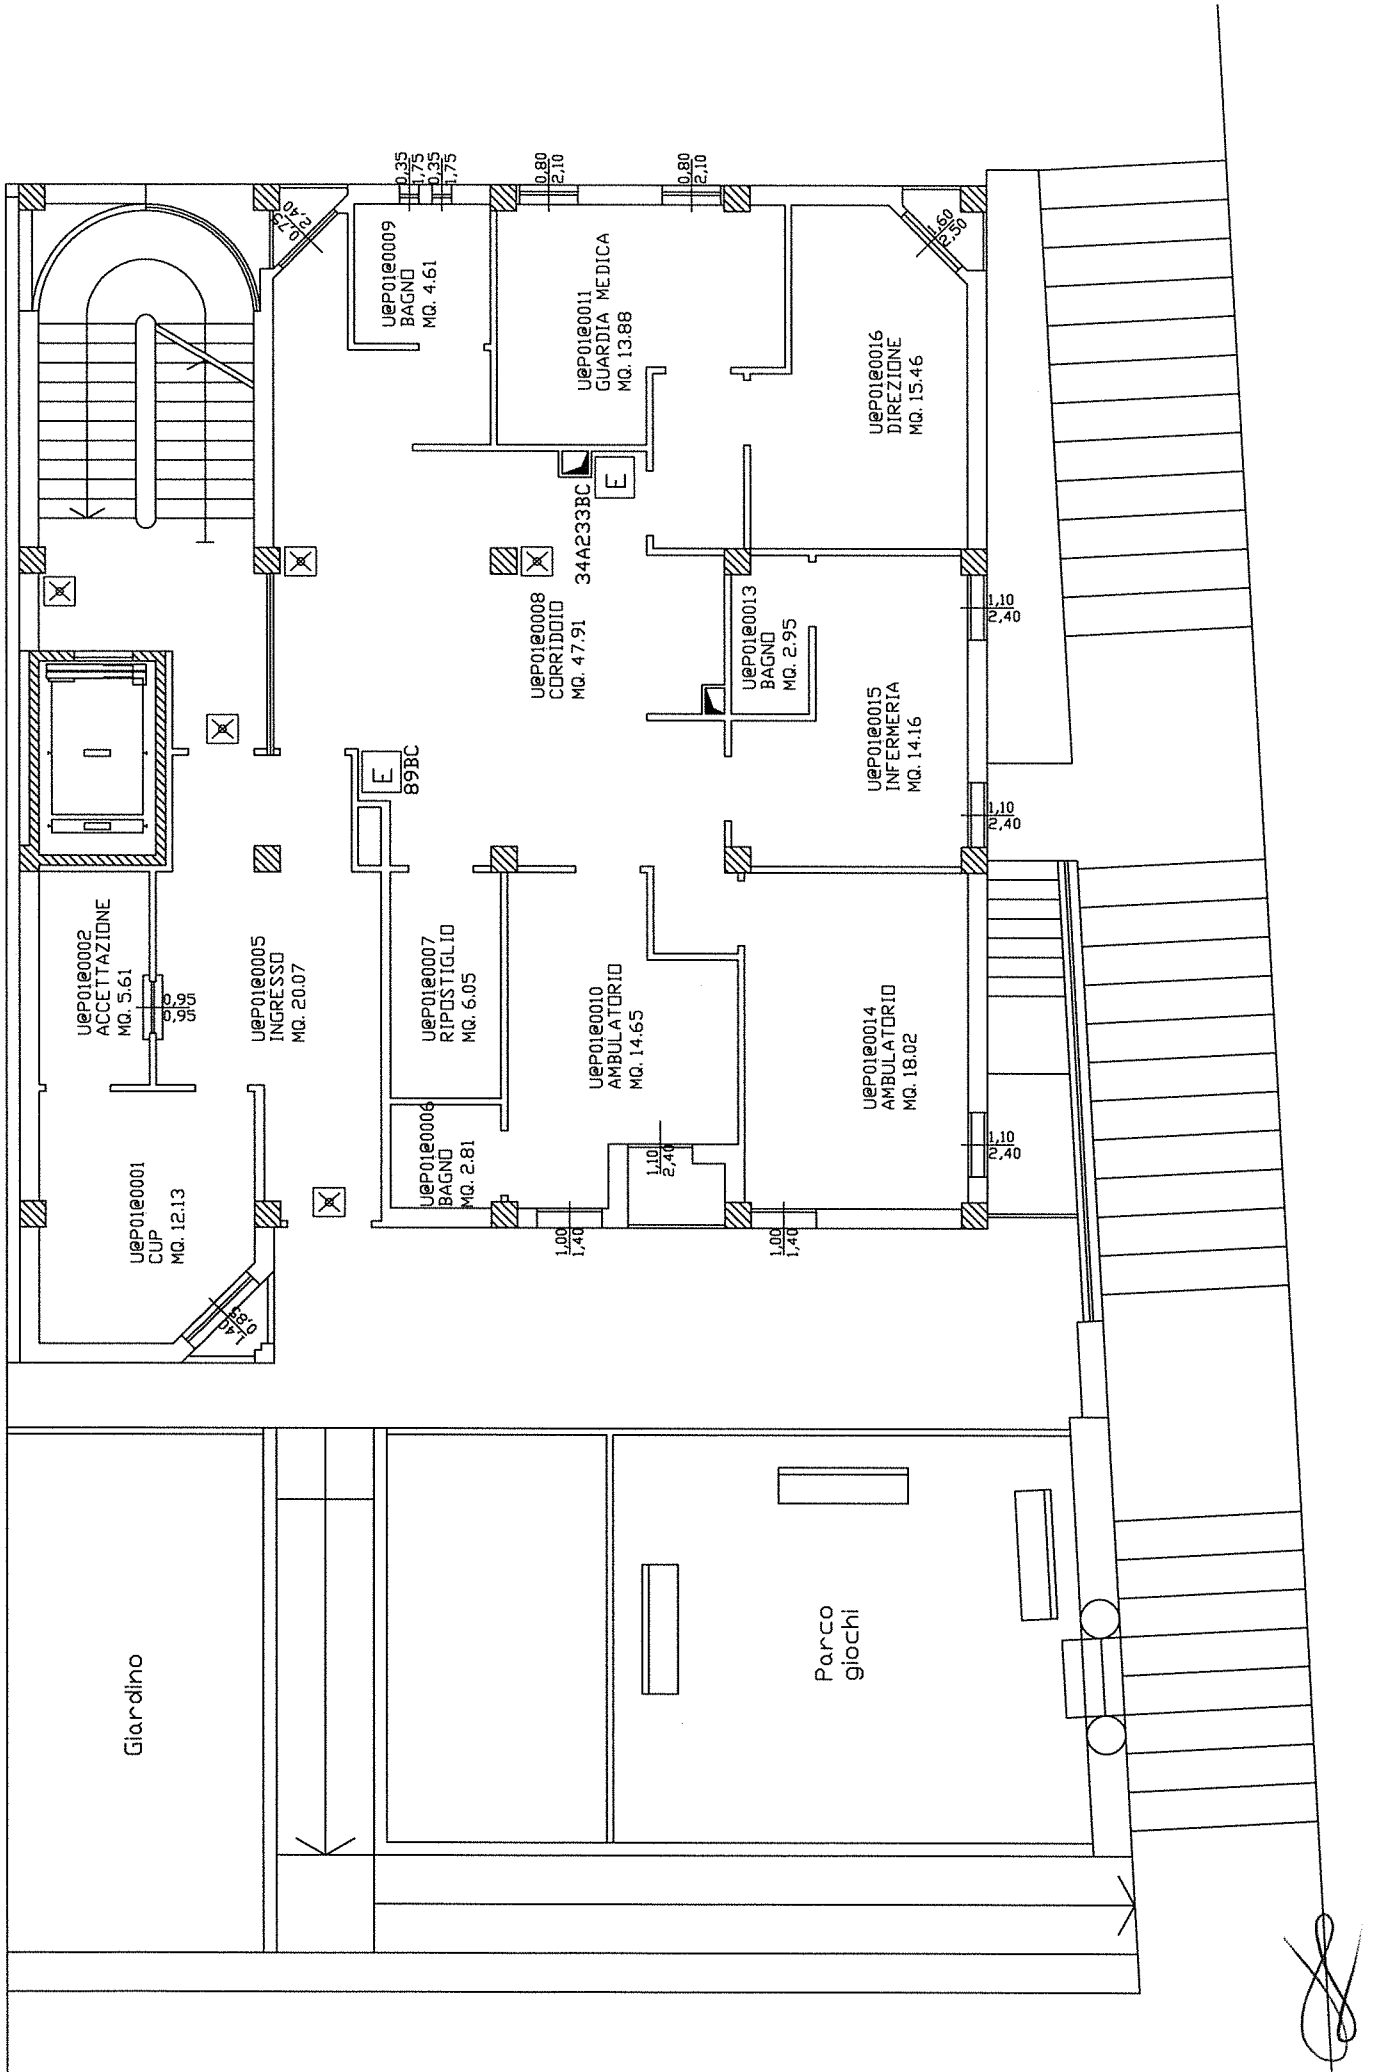 0,35
1,75
0,35
1,75
0,80
2,10
0,80
2,10
0,75
2,40
1,60
2,50
U@P01@0009
BAGNO
MQ. 4.61
U@P01@0011
GUARDIA MEDICA
MQ. 13.88
U@P01@0016
DIREZIONE
MQ. 15.46
E
34A233BC
U@P01@0008
CORRIDOIO
MQ. 47.91
U@P01@0013
BAGNO
MQ. 2.95
1,10
2,40
U@P01@0015
INFERMERIA
MQ. 14.16
E
89BC
1,10
2,40
U@P01@0002
ACCETTAZIONE
MQ. 5.61
0,95
0,95
U@P01@0005
INGRESSO
MQ. 20.07
U@P01@0007
RIPOSTIGLIO
MQ. 6.05
U@P01@0010
AMBULATORIO
MQ. 14.65
U@P01@0014
AMBULATORIO
MQ. 18.02
U@P01@0001
CUP
MQ. 12.13
U@P01@0006
BAGNO
MQ. 2.81
1,10
2,40
1,10
2,40
1,00
1,40
1,00
1,40
1,40
0,83
Giardino
Parco
giochi